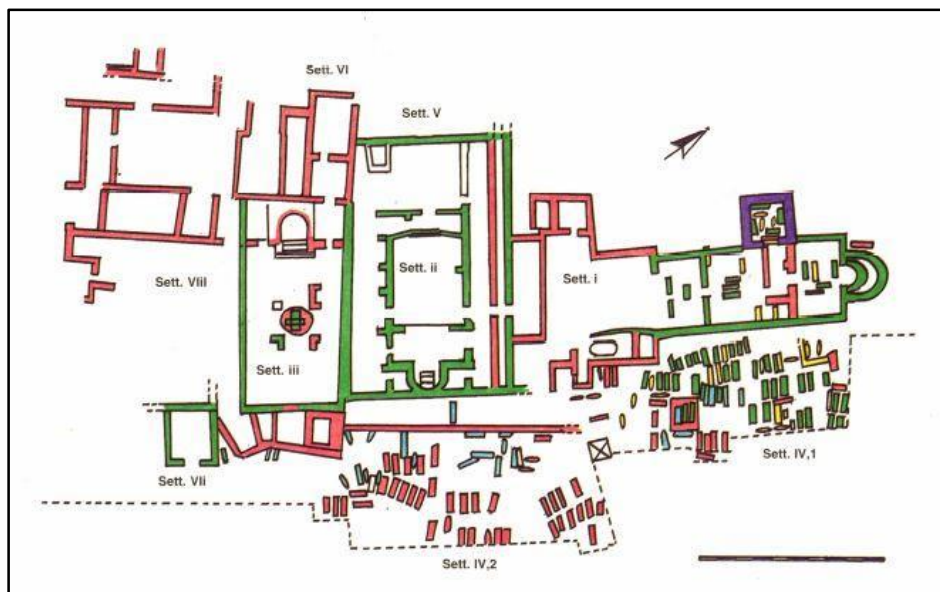 Sett. VI
Sett. V
Sett. ii
Sett. i
Sett. VIII
Sett. iii
Sett. VIi
Sett. IV,1
Sett. IV,2